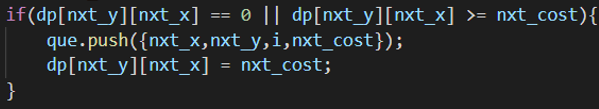 if(dp[nxt_y][nxt_x] == 0 || dp[nxt_y][nxt_x] >= nxt_cost){
que.push({nxt_x,nxt_y,i,nxt_cost});
dp[nxt_y][nxt_x] = nxt_cost;
}